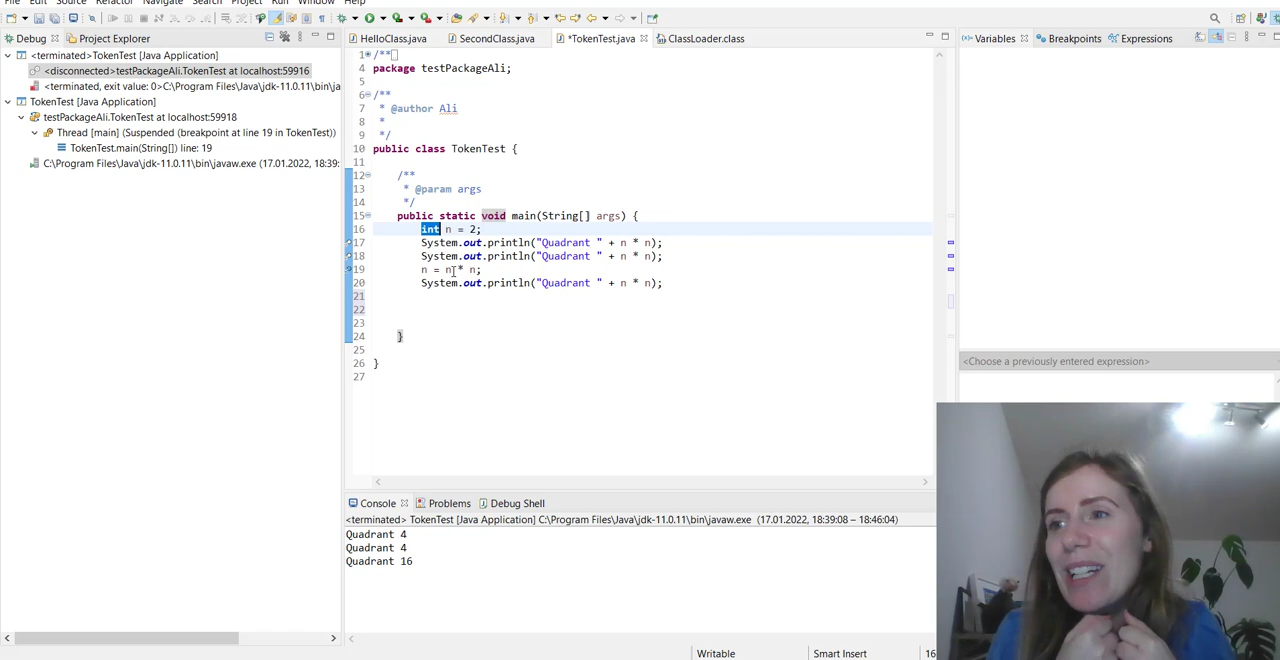 File Edit Source Refactor Navigate Search Project Run Window Help
Debug Project Explorer
<terminated>TokenTest [Java Application]
<disconnected>testPackageAli.TokenTest at localhost:59916
<terminated, exit value: 0>C:\Program Files\Java\jdk-11.0.11\bin\ja
TokenTest [Java Application]
testPackageAli.TokenTest at localhost:59918
Thread [main] (Suspended (breakpoint at line 19 in TokenTest))
TokenTest.main(String[]) line: 19
C:\Program Files\Java\jdk-11.0.11\bin\javaw.exe (17.01.2022, 18:39:
HelloClass.java SecondClass.java *TokenTest.java ClassLoader.class
1 /**
4 package testPackageAli;
5
6 /**
7 * @author Ali
8 *
9 */
10 public class TokenTest {
11
12 /**
13 * @param args
14 */
15 public static void main(String[] args) {
16 int n = 2;
17 System.out.println("Quadrant " + n * n);
18 System.out.println("Quadrant " + n * n);
19 n = n * n;
20 System.out.println("Quadrant " + n * n);
21
22
23
24 }
25
26 }
27
Variables Breakpoints Expressions
<Choose a previously entered expression>
Console Problems Debug Shell
<terminated> TokenTest [Java Application] C:\Program Files\Java\jdk-11.0.11\bin\javaw.exe (17.01.2022, 18:39:08 – 18:46:04)
Quadrant 4
Quadrant 4
Quadrant 16
Writable Smart Insert 16